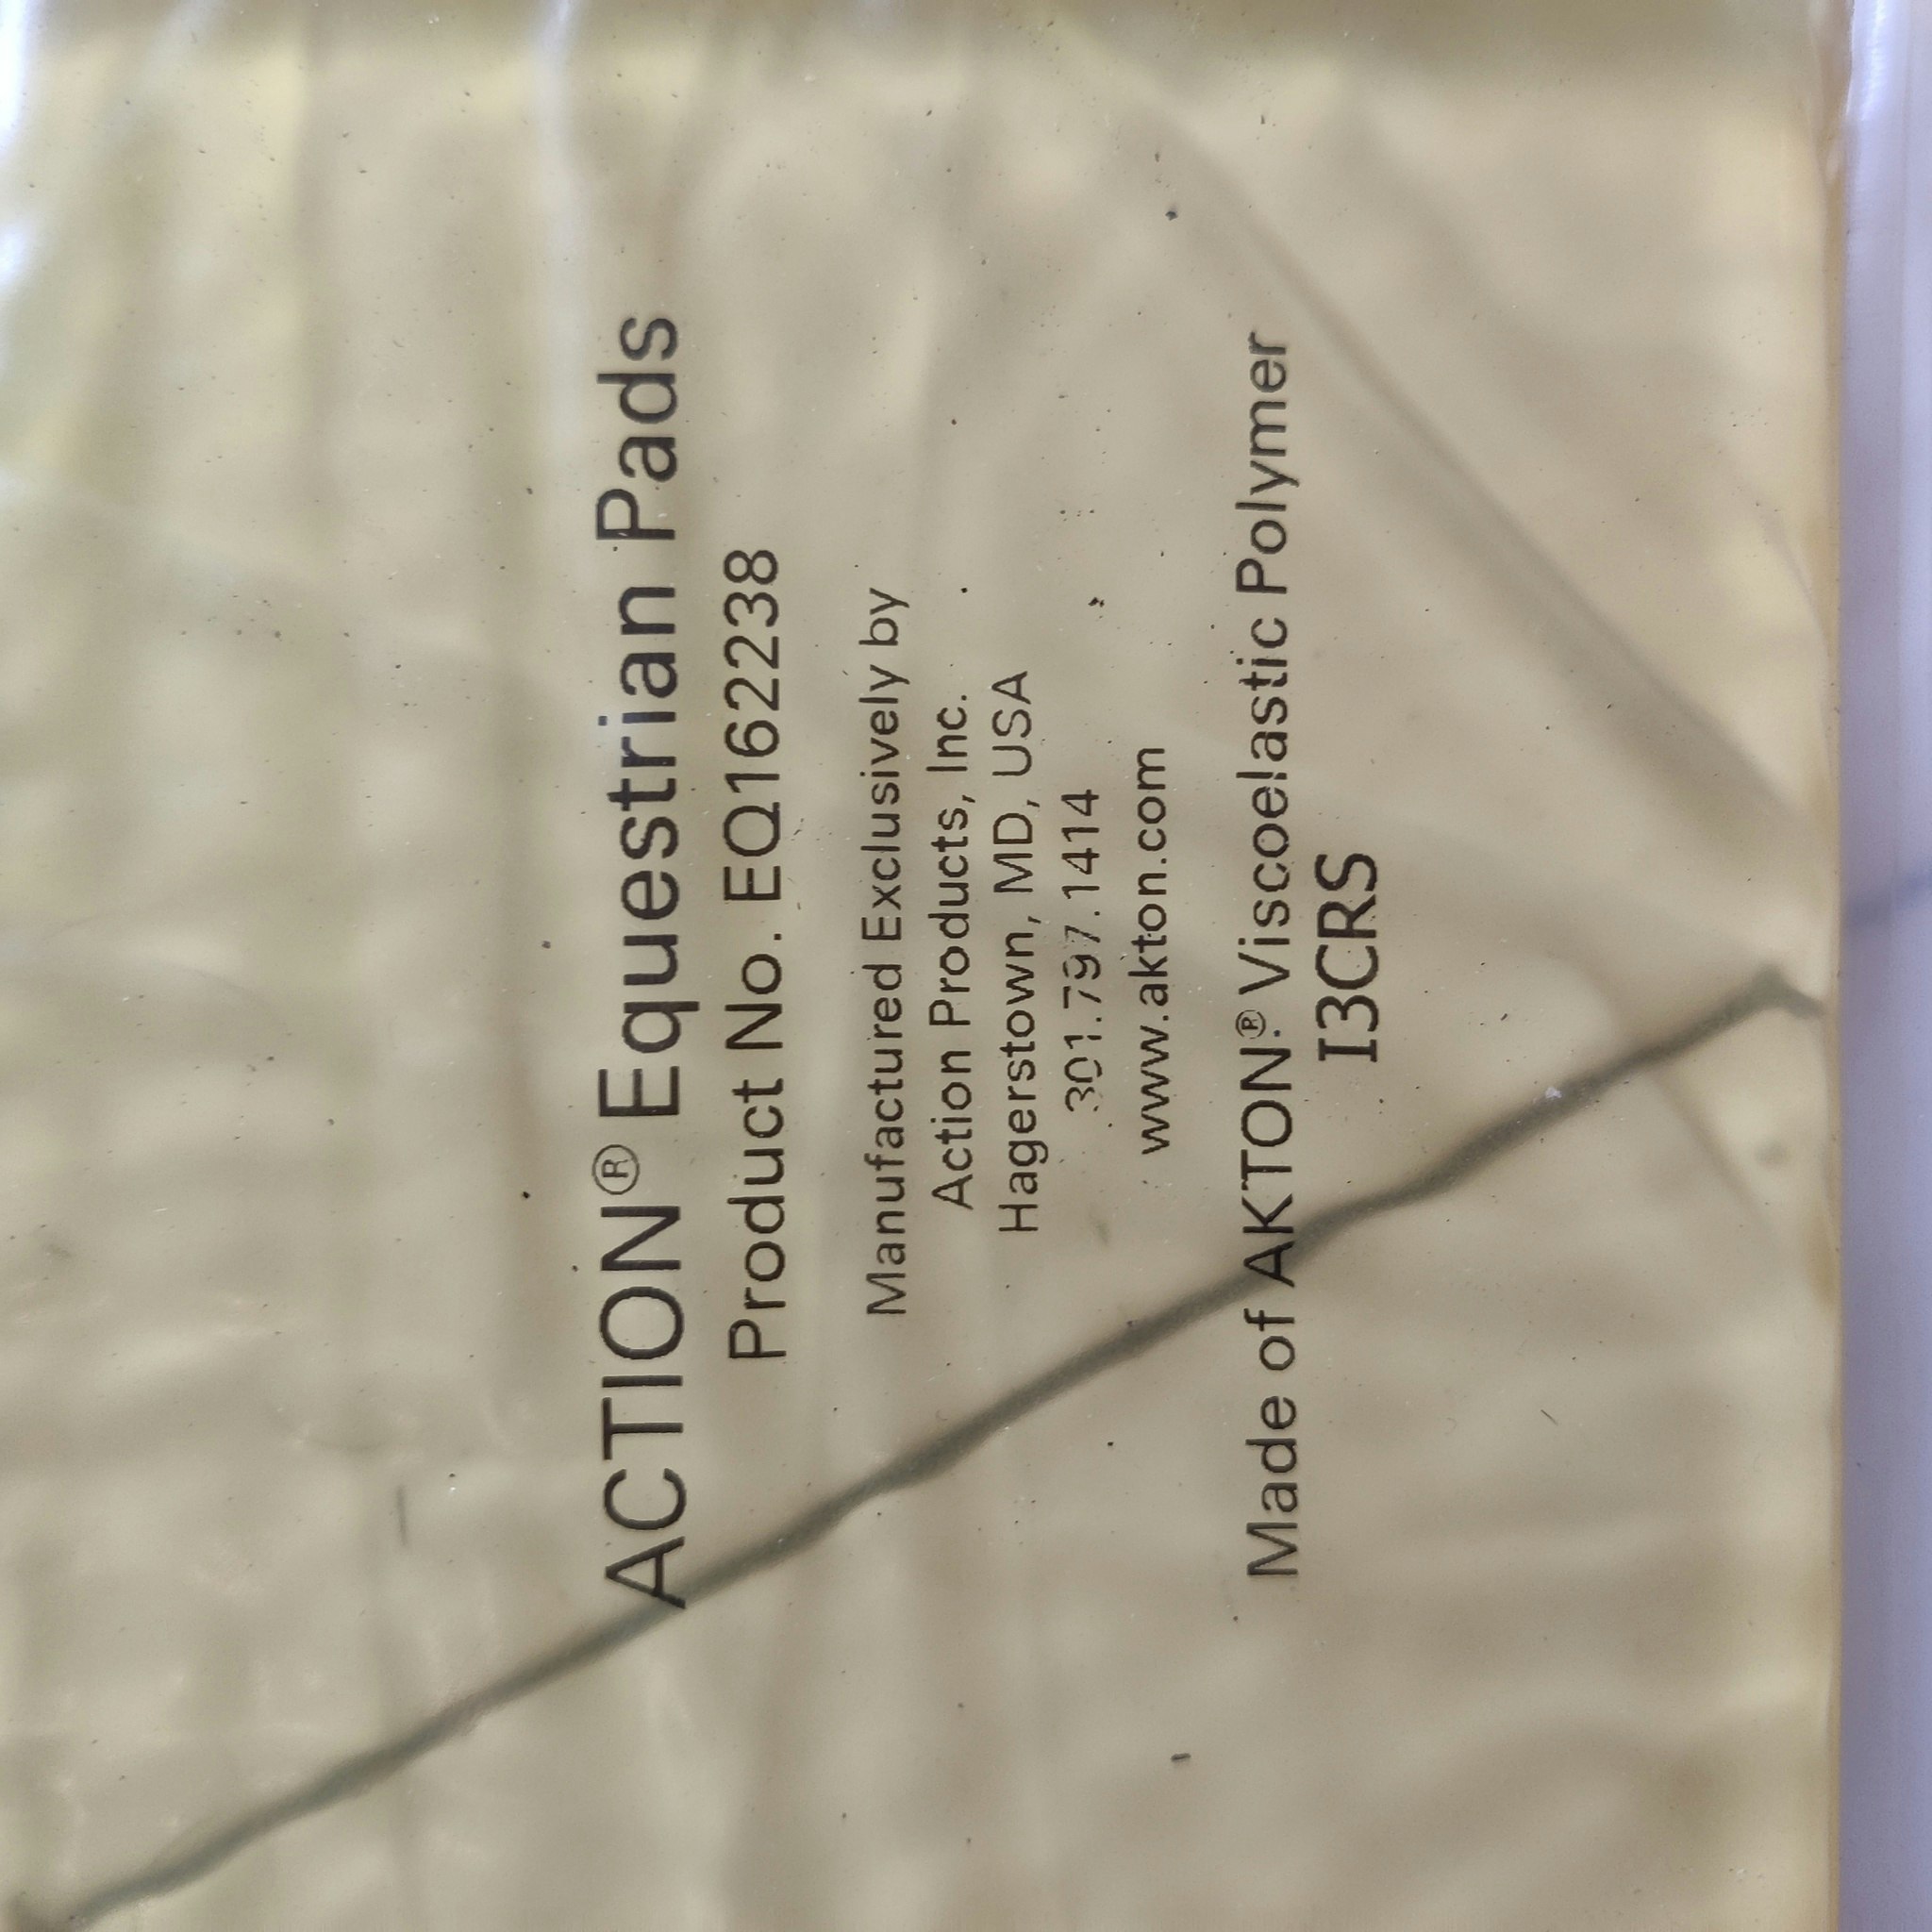 ACTION® Equestrian Pads
Product No. EQ162238
Manufactured Exclusively by
Action Products, Inc.
Hagerstown, MD, USA
301.797.1414
www.akton.com
Made of AKTON® Viscoelastic Polymer
I3CRS